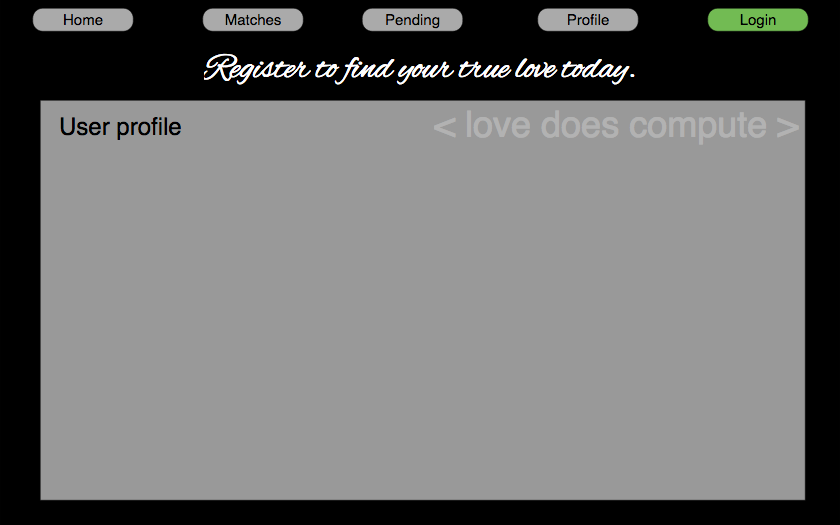 Home Matches Pending Profile Login
Register to find your true love today.
User profile < love does compute >